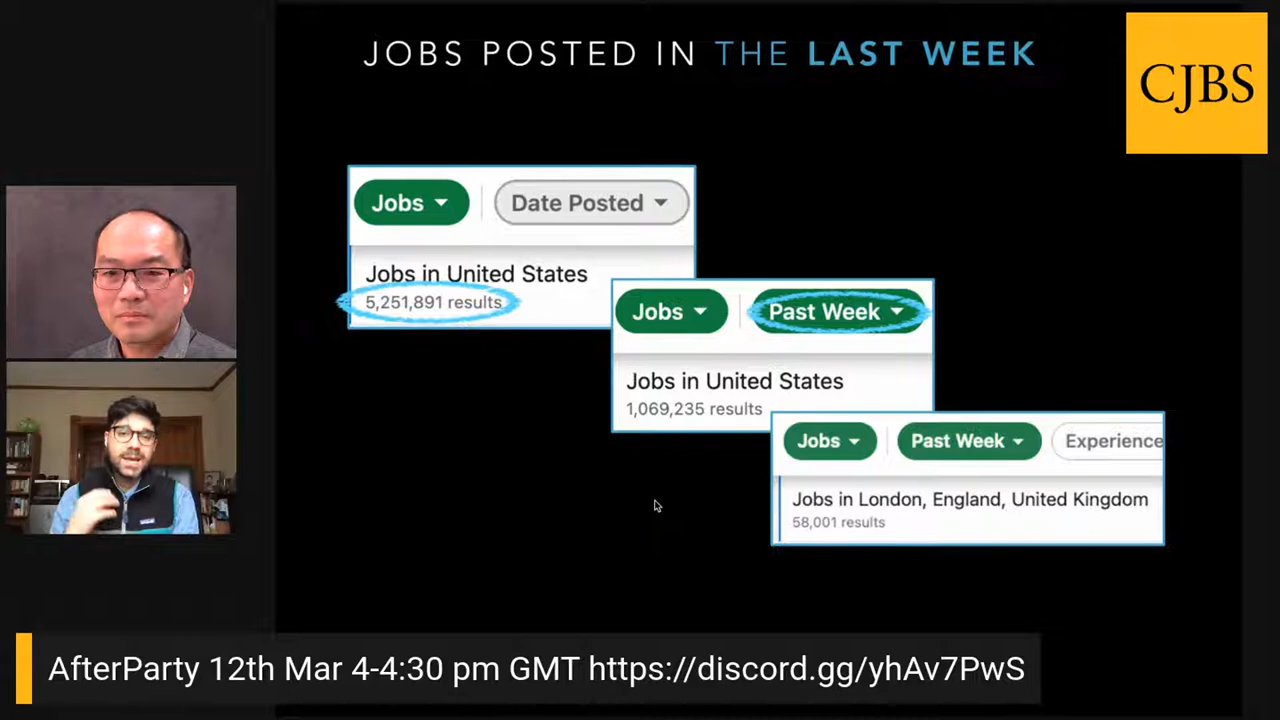 JOBS POSTED IN THE LAST WEEK
CJBS
Jobs
Date Posted
Jobs in United States
5,251,891 results
Jobs
Past Week
Jobs in United States
1,069,235 results
Jobs
Past Week
Experience
Jobs in London, England, United Kingdom
58,001 results
AfterParty 12th Mar 4-4:30 pm GMT https://discord.gg/yhAv7PwS